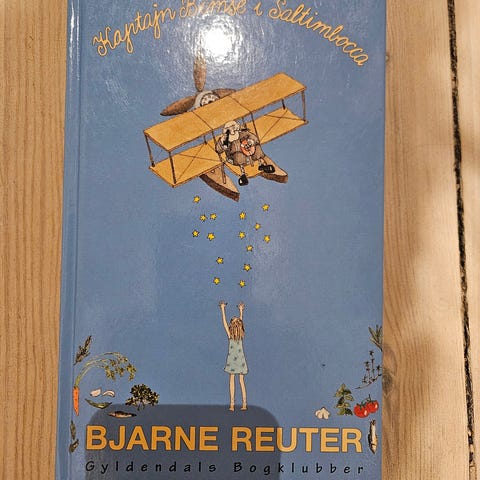 Kaptajn Bimse i Saltimbocca
BJARNE REUTER
Gyldendals Bogklubber